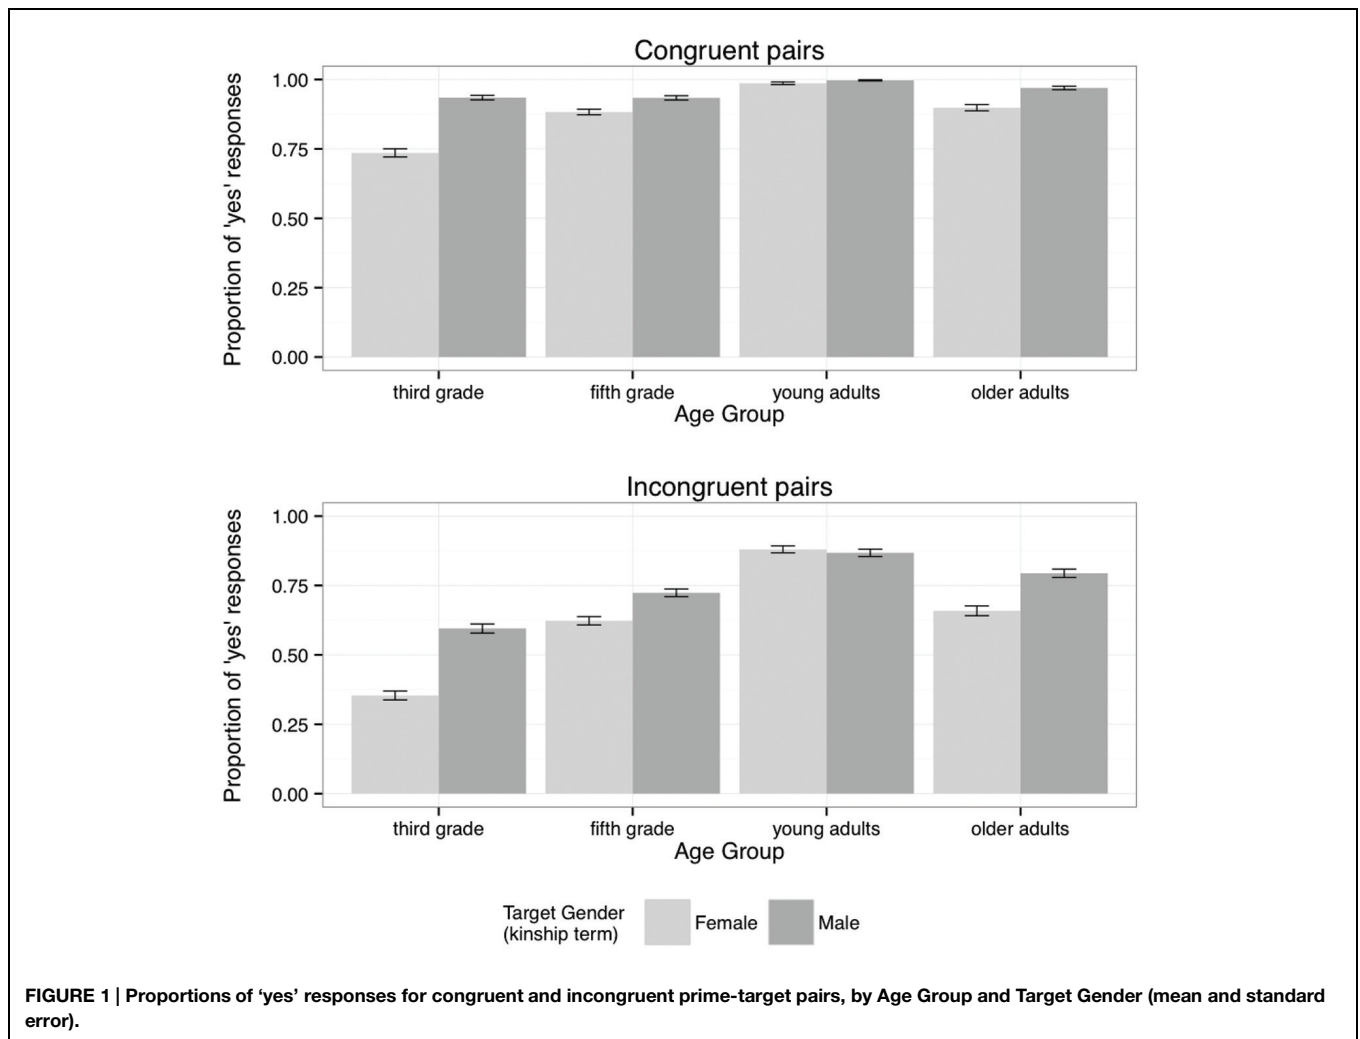 Congruent pairs
Proportion of 'yes' responses
1.00
0.75
0.50
0.25
0.00
third grade
fifth grade
young adults
older adults
Age Group
Incongruent pairs
Proportion of 'yes' responses
1.00
0.75
0.50
0.25
0.00
third grade
fifth grade
young adults
older adults
Age Group
Target Gender
(kinship term)
Female
Male
FIGURE 1 | Proportions of ‘yes’ responses for congruent and incongruent prime-target pairs, by Age Group and Target Gender (mean and standard
error).